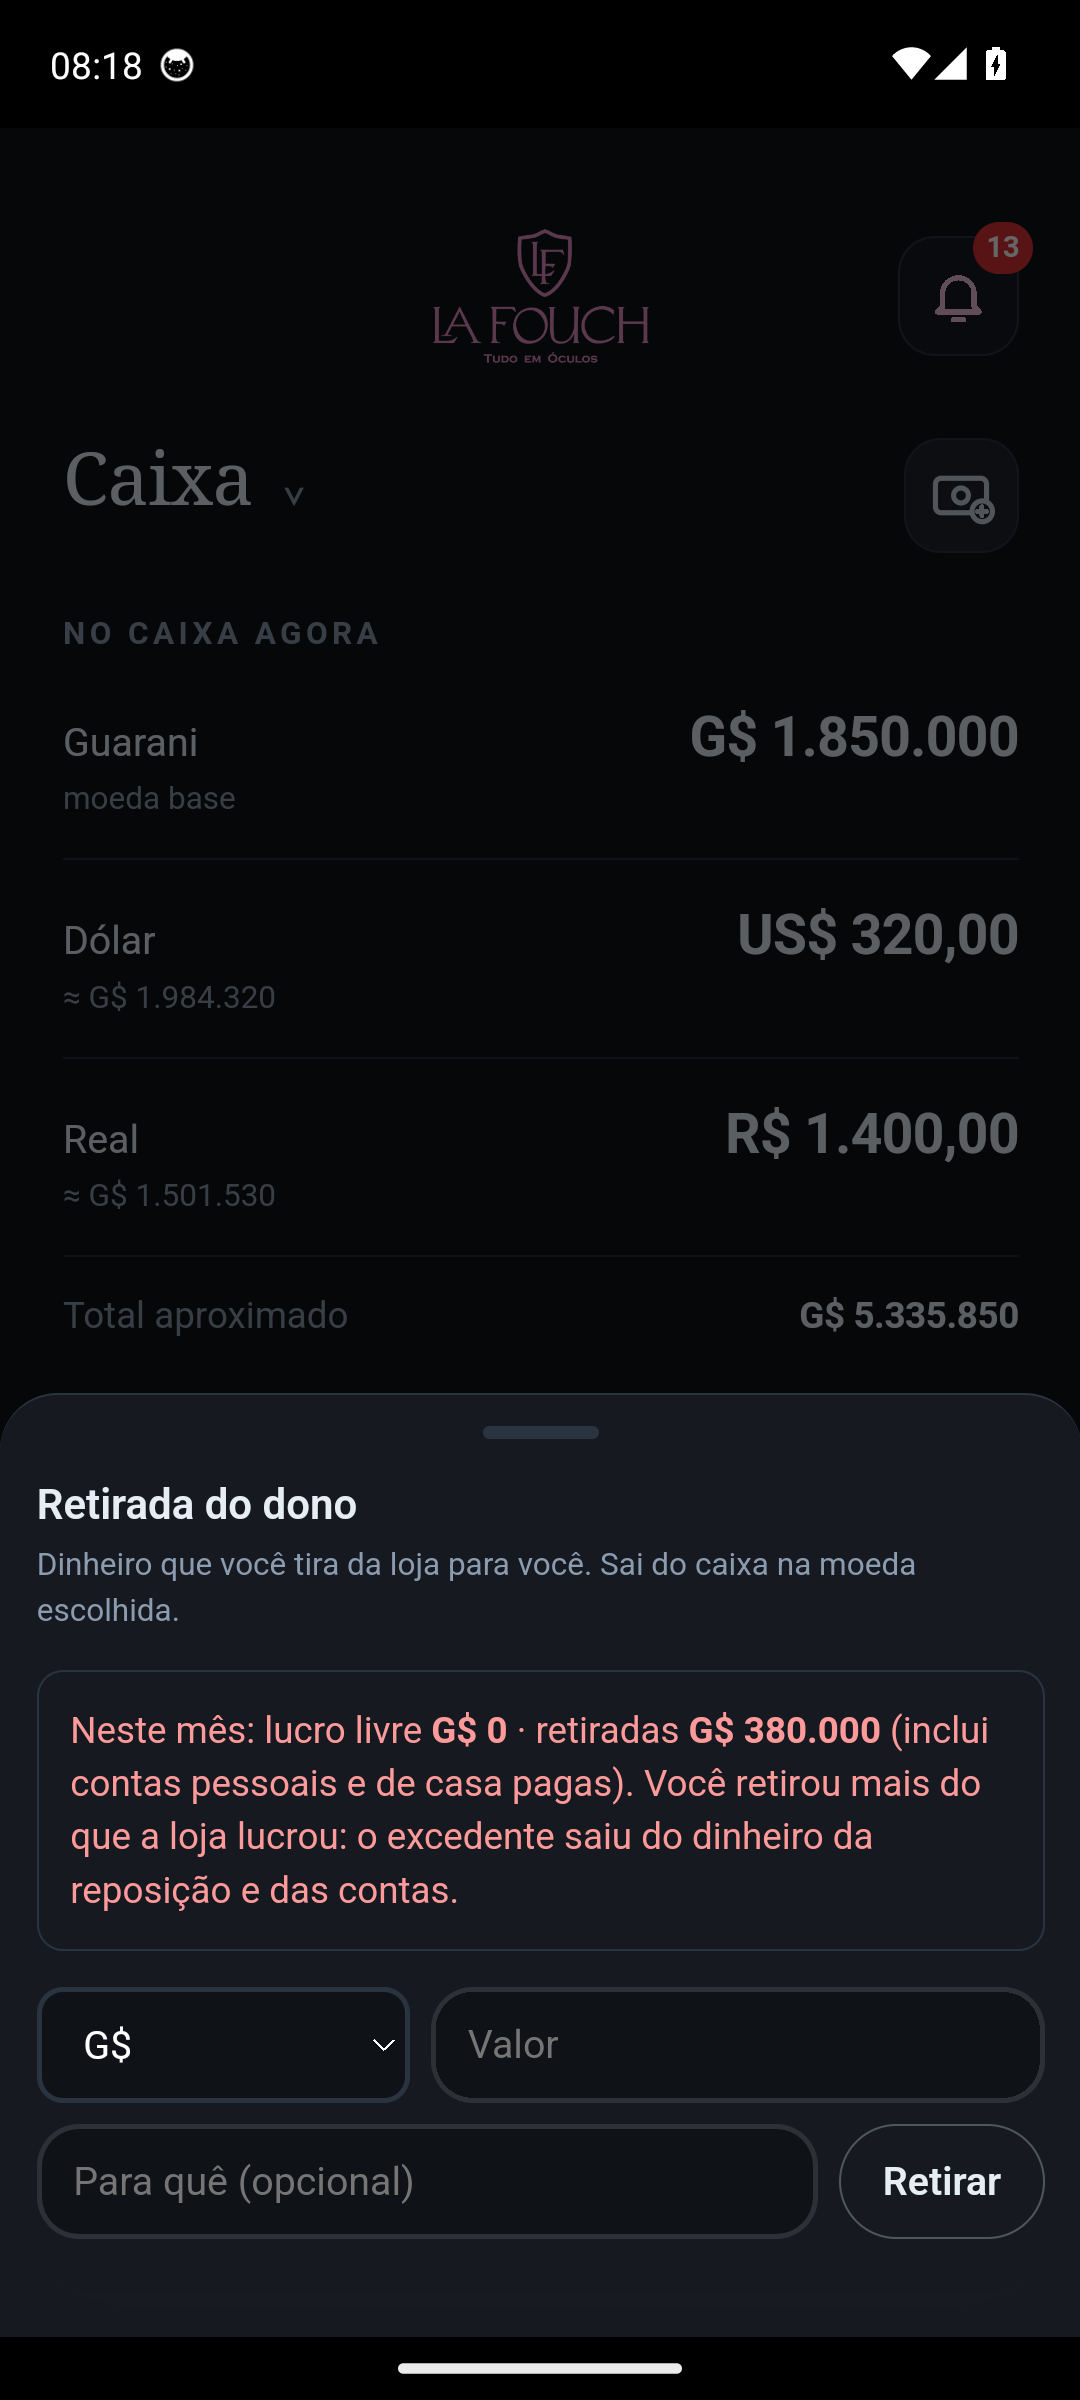 08:18
13
LF
LA FOUCH
TUDO EM ÓCULOS
Caixa
NO CAIXA AGORA
Guarani
G$ 1.850.000
moeda base
Dólar
US$ 320,00
≈ G$ 1.984.320
Real
R$ 1.400,00
≈ G$ 1.501.530
Total aproximado
G$ 5.335.850
Retirada do dono
Dinheiro que você tira da loja para você. Sai do caixa na moeda
escolhida.
Neste mês: lucro livre G$ 0 · retiradas G$ 380.000 (inclui
contas pessoais e de casa pagas). Você retirou mais do
que a loja lucrou: o excedente saiu do dinheiro da
reposição e das contas.
G$
Valor
Para quê (opcional)
Retirar